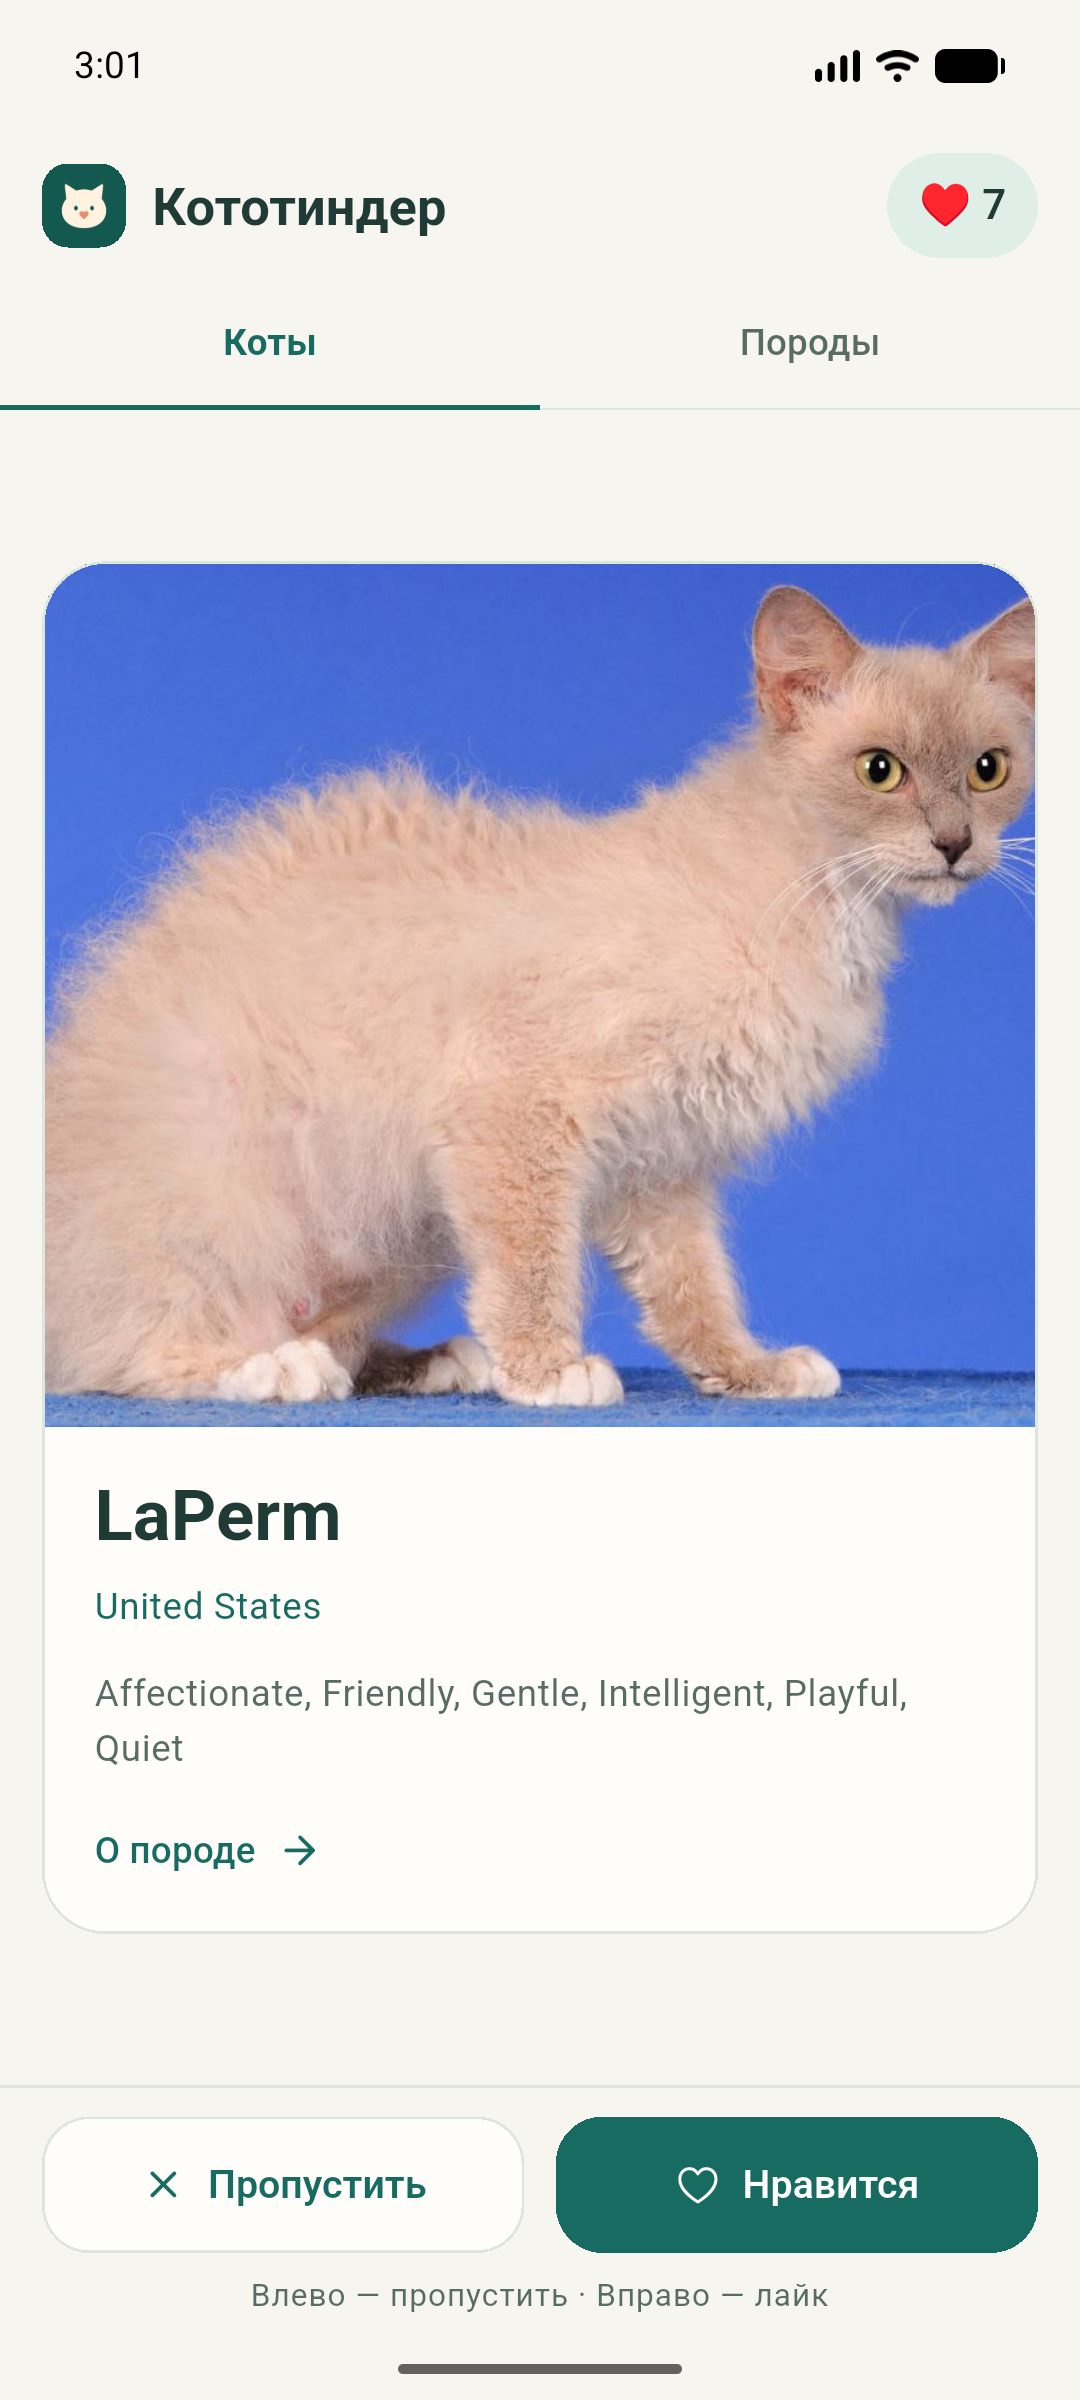 3:01
Кототиндер
7
Коты
Породы
LaPerm
United States
Affectionate, Friendly, Gentle, Intelligent, Playful,
Quiet
О породе
Пропустить
Нравится
Влево — пропустить · Вправо — лайк